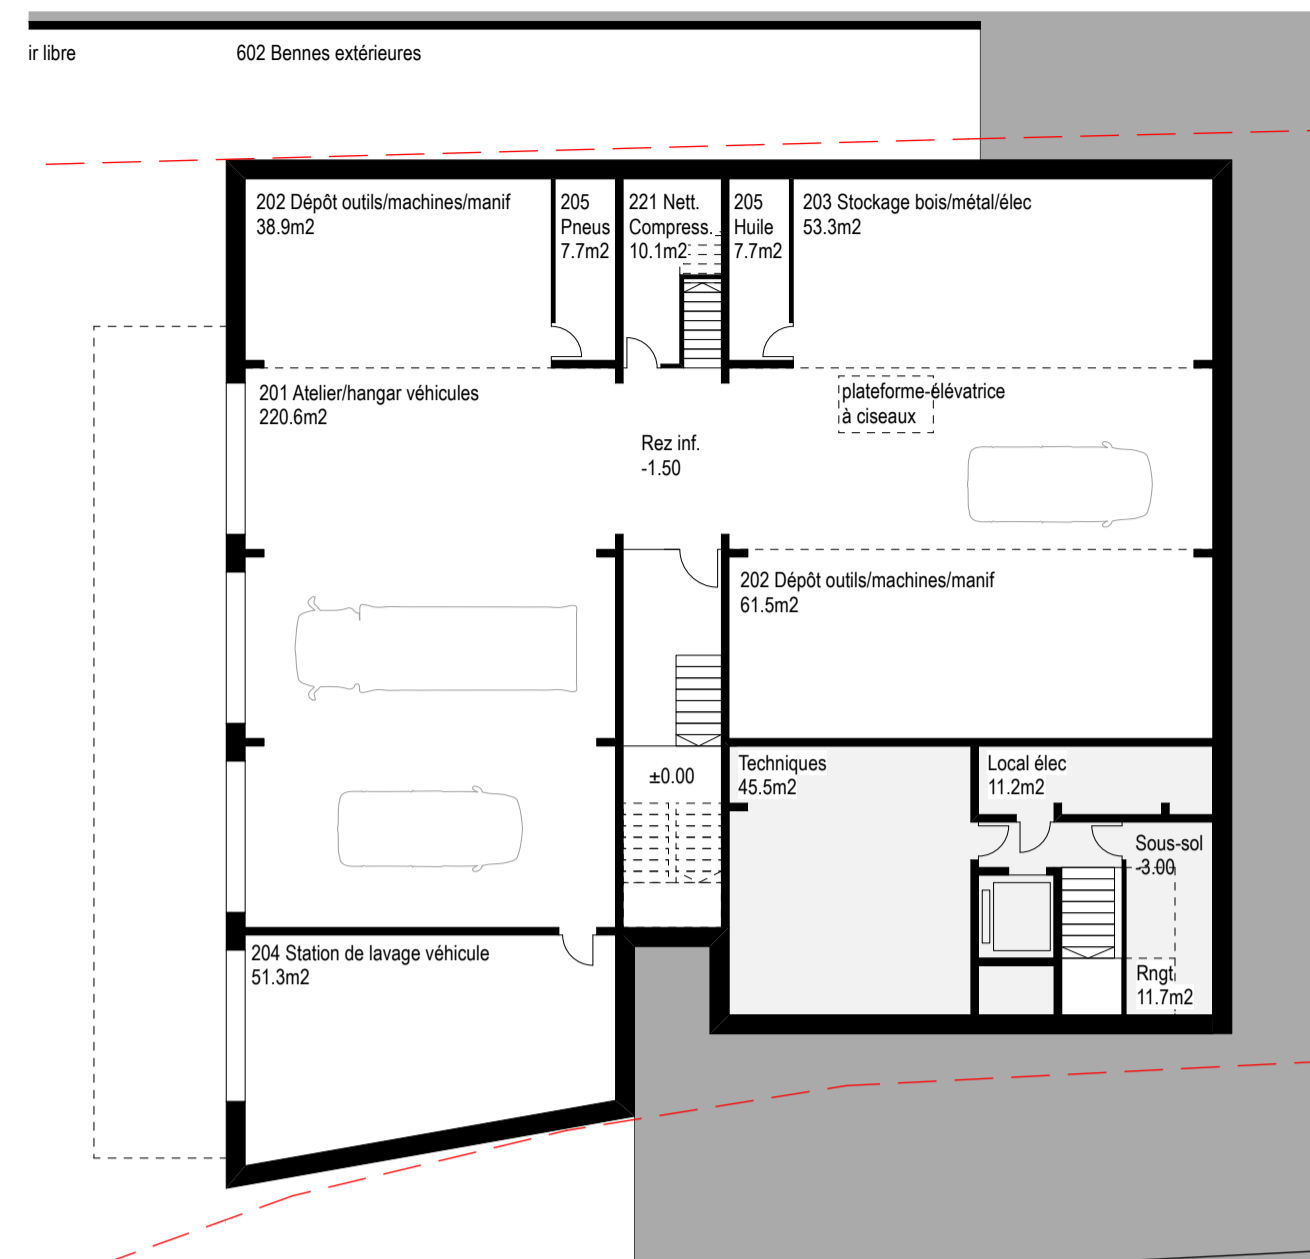 ir libre
602 Bennes extérieures
202 Dépôt outils/machines/manif
38.9m2
205
Pneus
7.7m2
221 Nett.
Compress.
10.1m2
205
Huile
7.7m2
203 Stockage bois/métal/élec
53.3m2
201 Atelier/hangar véhicules
220.6m2
plateforme-élévatrice
à ciseaux
Rez inf.
-1.50
202 Dépôt outils/machines/manif
61.5m2
±0.00
Techniques
45.5m2
Local élec
11.2m2
Sous-sol
-3.00
204 Station de lavage véhicule
51.3m2
Rngt
11.7m2